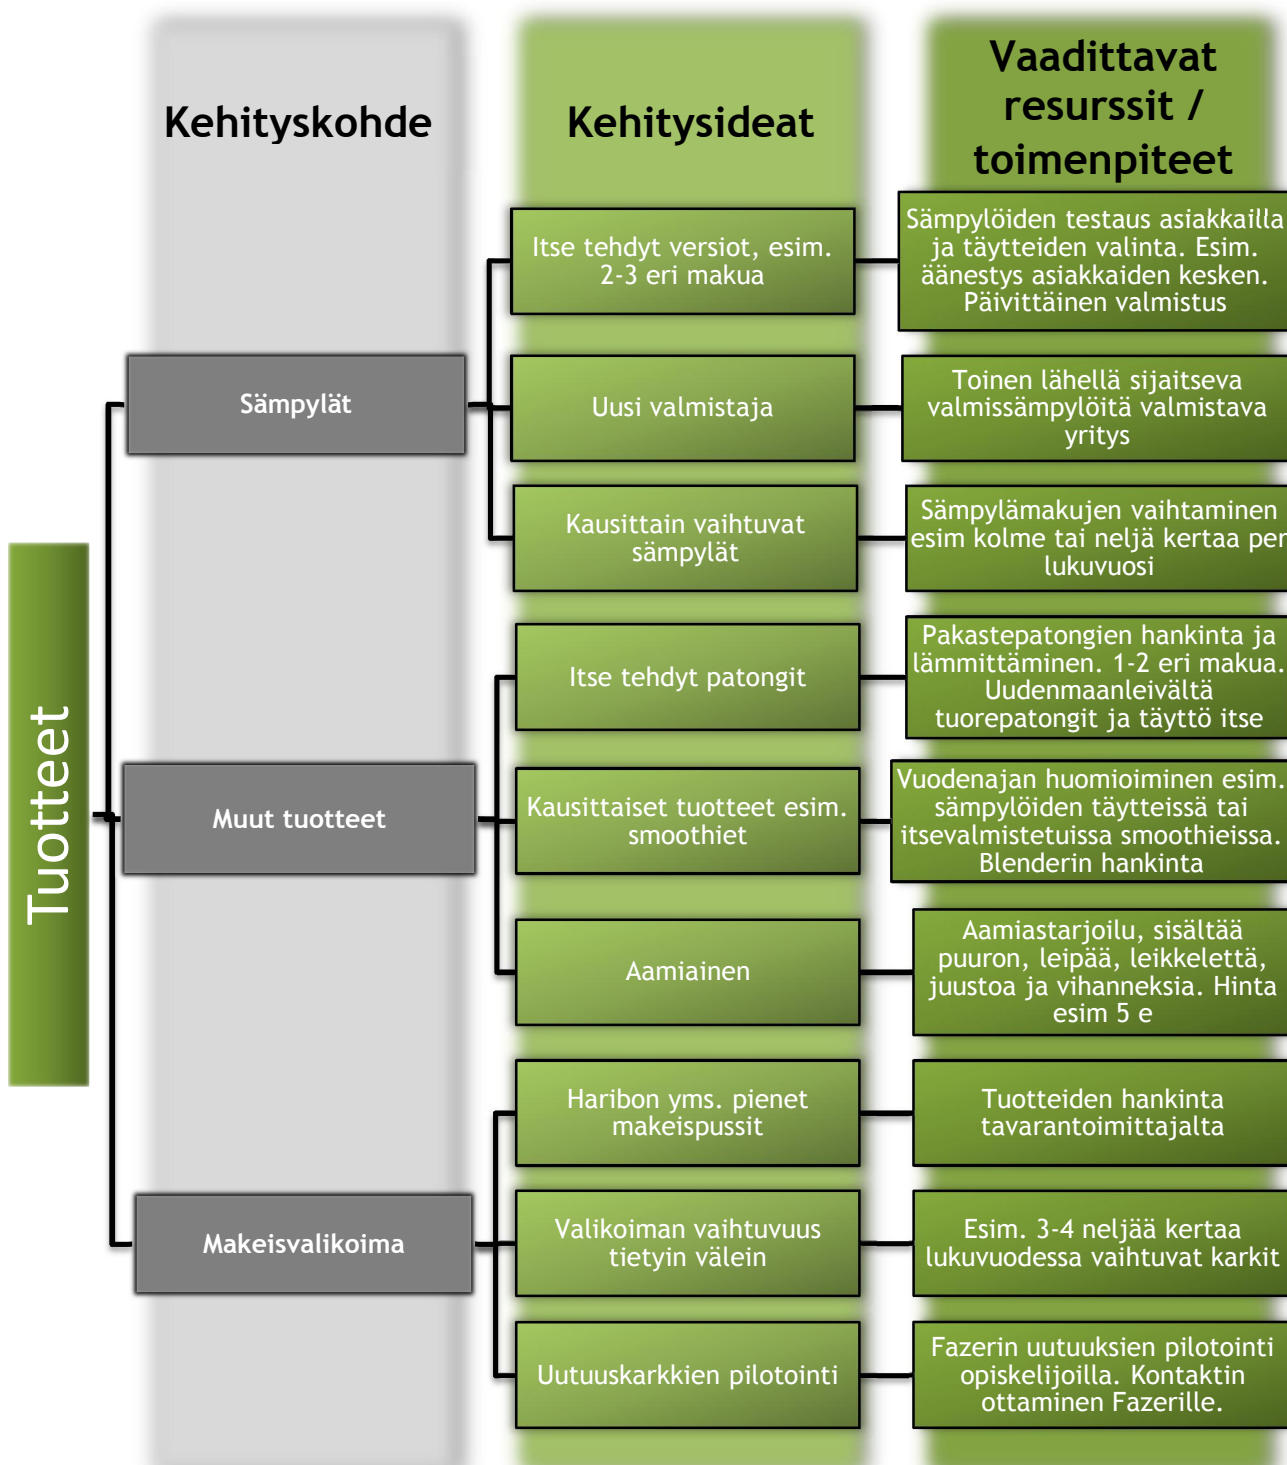 Kehityskohde
Kehitysideat
Vaadittavat
resurssit /
toimenpiteet
Tuotteet
Sämpylät
Itse tehdyt versiot, esim.
2-3 eri makua
Sämpylöiden testaus asiakkailla
ja täytteiden valinta. Esim.
äänestys asiakkaiden kesken.
Päivittäinen valmistus
Uusi valmistaja
Toinen lähellä sijaitseva
valmissämpylöitä valmistava
yritys
Kausittain vaihtuvat
sämpylät
Sämpylämakujen vaihtaminen
esim kolme tai neljä kertaa per
lukuvuosi
Muut tuotteet
Itse tehdyt patongit
Pakastepatongien hankinta ja
lämmittäminen. 1-2 eri makua.
Uudenmaanleivältä
tuorepatongit ja täyttö itse
Kausittaiset tuotteet esim.
smoothiet
Vuodenajan huomioiminen esim.
sämpylöiden täytteissä tai
itsevalmistetuissa smoothieissa.
Blenderin hankinta
Aamiainen
Aamiastarjoilu, sisältää
puuron, leipää, leikkelettä,
juustoa ja vihanneksia. Hinta
esim 5 e
Makeisvalikoima
Haribon yms. pienet
makeispussit
Tuotteiden hankinta
tavarantoimittajalta
Valikoiman vaihtuvuus
tietyin välein
Esim. 3-4 neljää kertaa
lukuvuodessa vaihtuvat karkit
Uutuuskarkkien pilotointi
Fazerin uutuuksien pilotointi
opiskelijoilla. Kontaktin
ottaminen Fazerille.